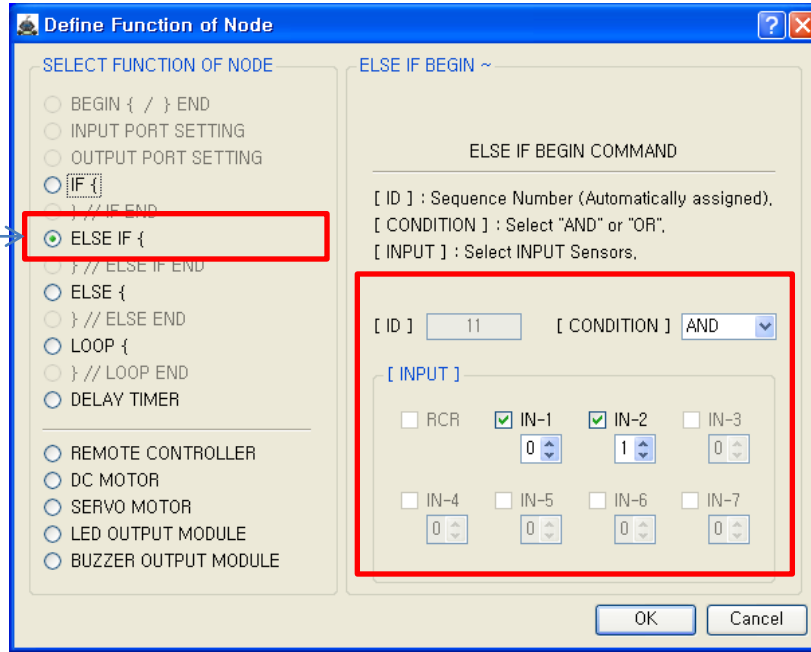 Define Function of Node
SELECT FUNCTION OF NODE
BEGIN { / } END
INPUT PORT SETTING
OUTPUT PORT SETTING
IF {
} // IF END
ELSE IF {
} // ELSE IF END
ELSE {
} // ELSE END
LOOP {
} // LOOP END
DELAY TIMER
REMOTE CONTROLLER
DC MOTOR
SERVO MOTOR
LED OUTPUT MODULE
BUZZER OUTPUT MODULE
ELSE IF BEGIN ~
ELSE IF BEGIN COMMAND
[ ID ] : Sequence Number (Automatically assigned),
[ CONDITION ] : Select "AND" or "OR",
[ INPUT ] : Select INPUT Sensors,
[ ID ] 11 [ CONDITION ] AND
[ INPUT ]
RCR IN-1 IN-2 IN-3
0 1 0
IN-4 IN-5 IN-6 IN-7
0 0 0 0
OK Cancel